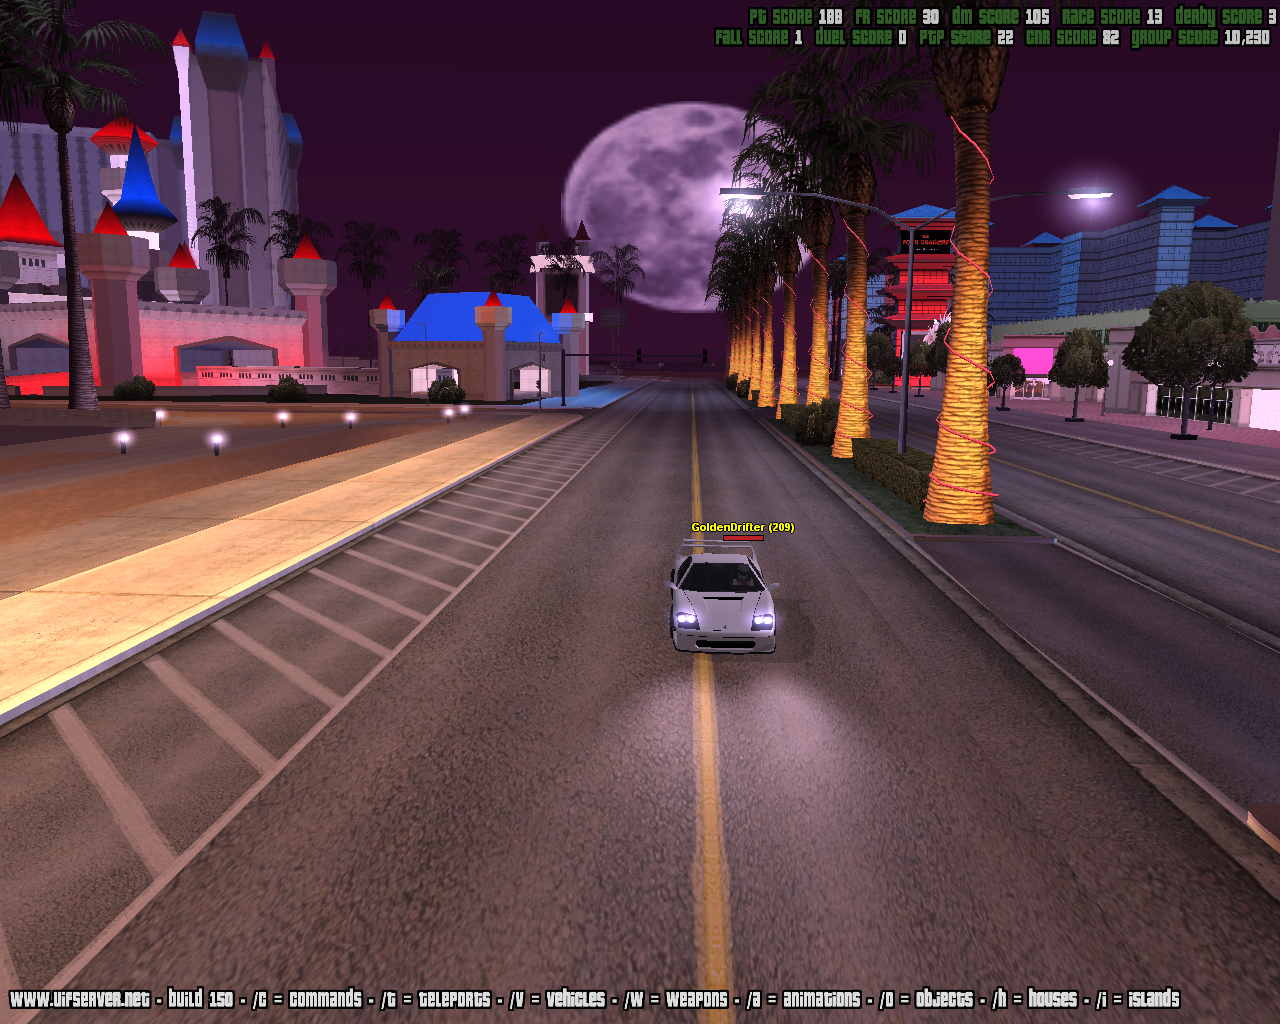 PT SCORE 188 FR SCORE 30 DM SCORE 105 RACE SCORE 13 DERBY SCORE 3
FALL SCORE 1 DUEL SCORE 0 PTP SCORE 22 CNR SCORE 82 GROUP SCORE 10,230
FOUR DRAGONS
GoldenDrifter (209)
www.uifserver.net - build 150 - /c = commands - /t = teleports - /v = vehicles - /w = weapons - /a = animations - /o = objects - /h = houses - /i = islands